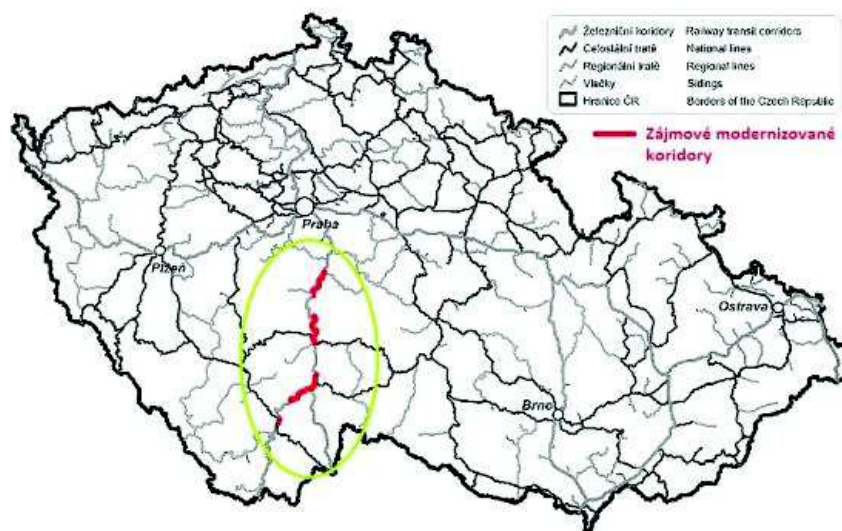 Železniční koridory Railway transit corridors
Celostátní tratě National lines
Regionální tratě Regional lines
Vlečky Sidings
Hranice ČR Borders of the Czech Republic
Zájmové modernizované
koridory
Praha
Plzeň
Ostrava
Brno